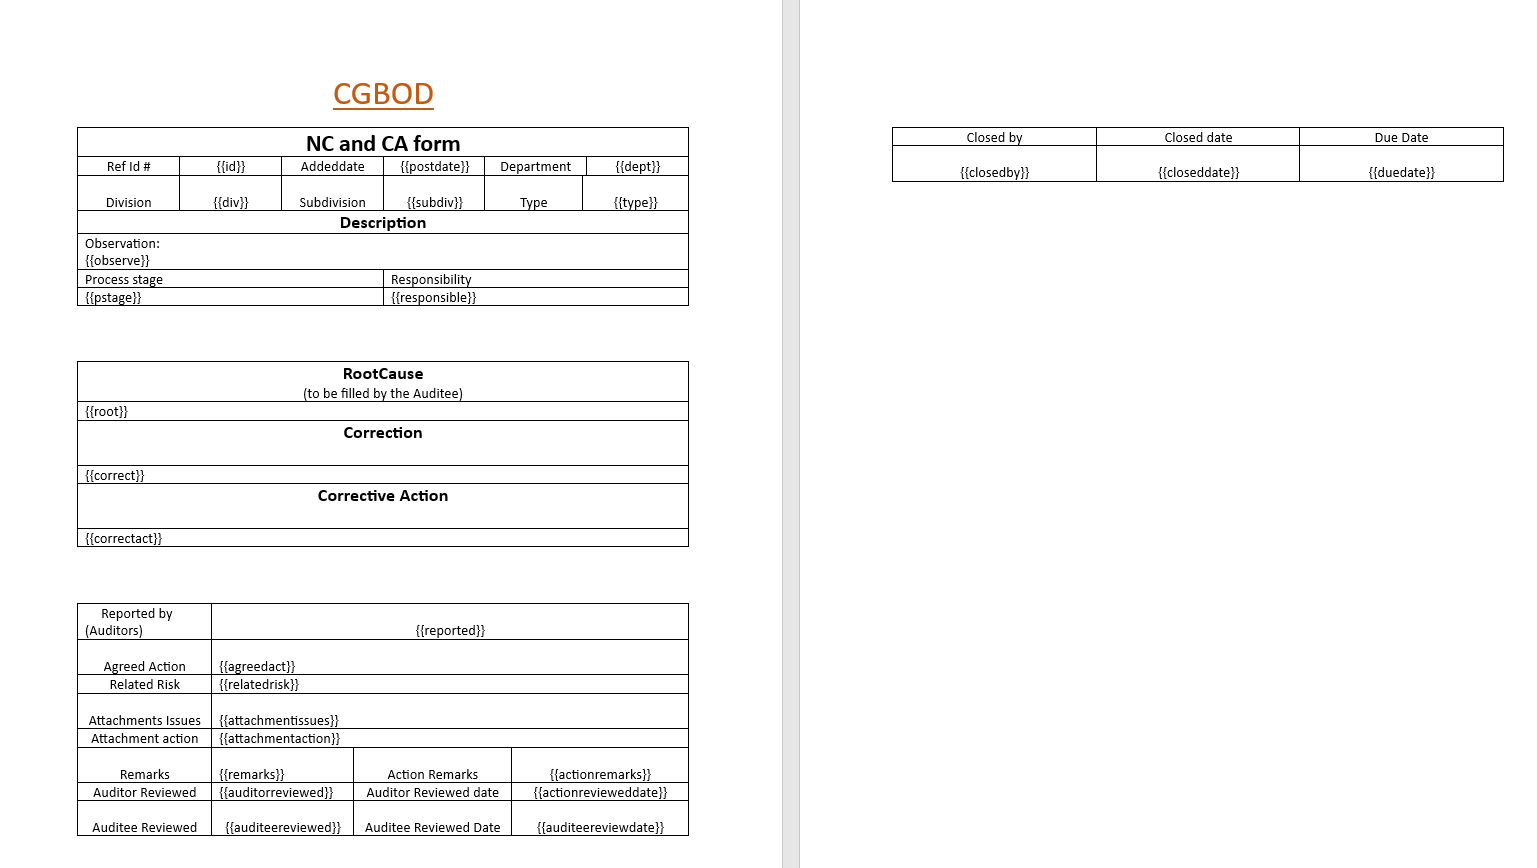 CGBOD
NC and CA form
Ref Id # {{id}} Addeddate {{postdate}} Department {{dept}}
Division {{div}} Subdivision {{subdiv}} Type {{type}}
Description
Observation:
{{observe}}
Process stage Responsibility
{{pstage}} {{responsible}}
RootCause
(to be filled by the Auditee)
{{root}}
Correction
{{correct}}
Corrective Action
{{correctact}}
Reported by
(Auditors) {{reported}}
Agreed Action {{agreedact}}
Related Risk {{relatedrisk}}
Attachments Issues {{attachmentissues}}
Attachment action {{attachmentaction}}
Remarks {{remarks}} Action Remarks {{actionremarks}}
Auditor Reviewed {{auditorreviewed}} Auditor Reviewed date {{actionrevieweddate}}
Auditee Reviewed {{auditeereviewed}} Auditee Reviewed Date {{auditeereviewdate}}
Closed by Closed date Due Date
{{closedby}} {{closeddate}} {{duedate}}